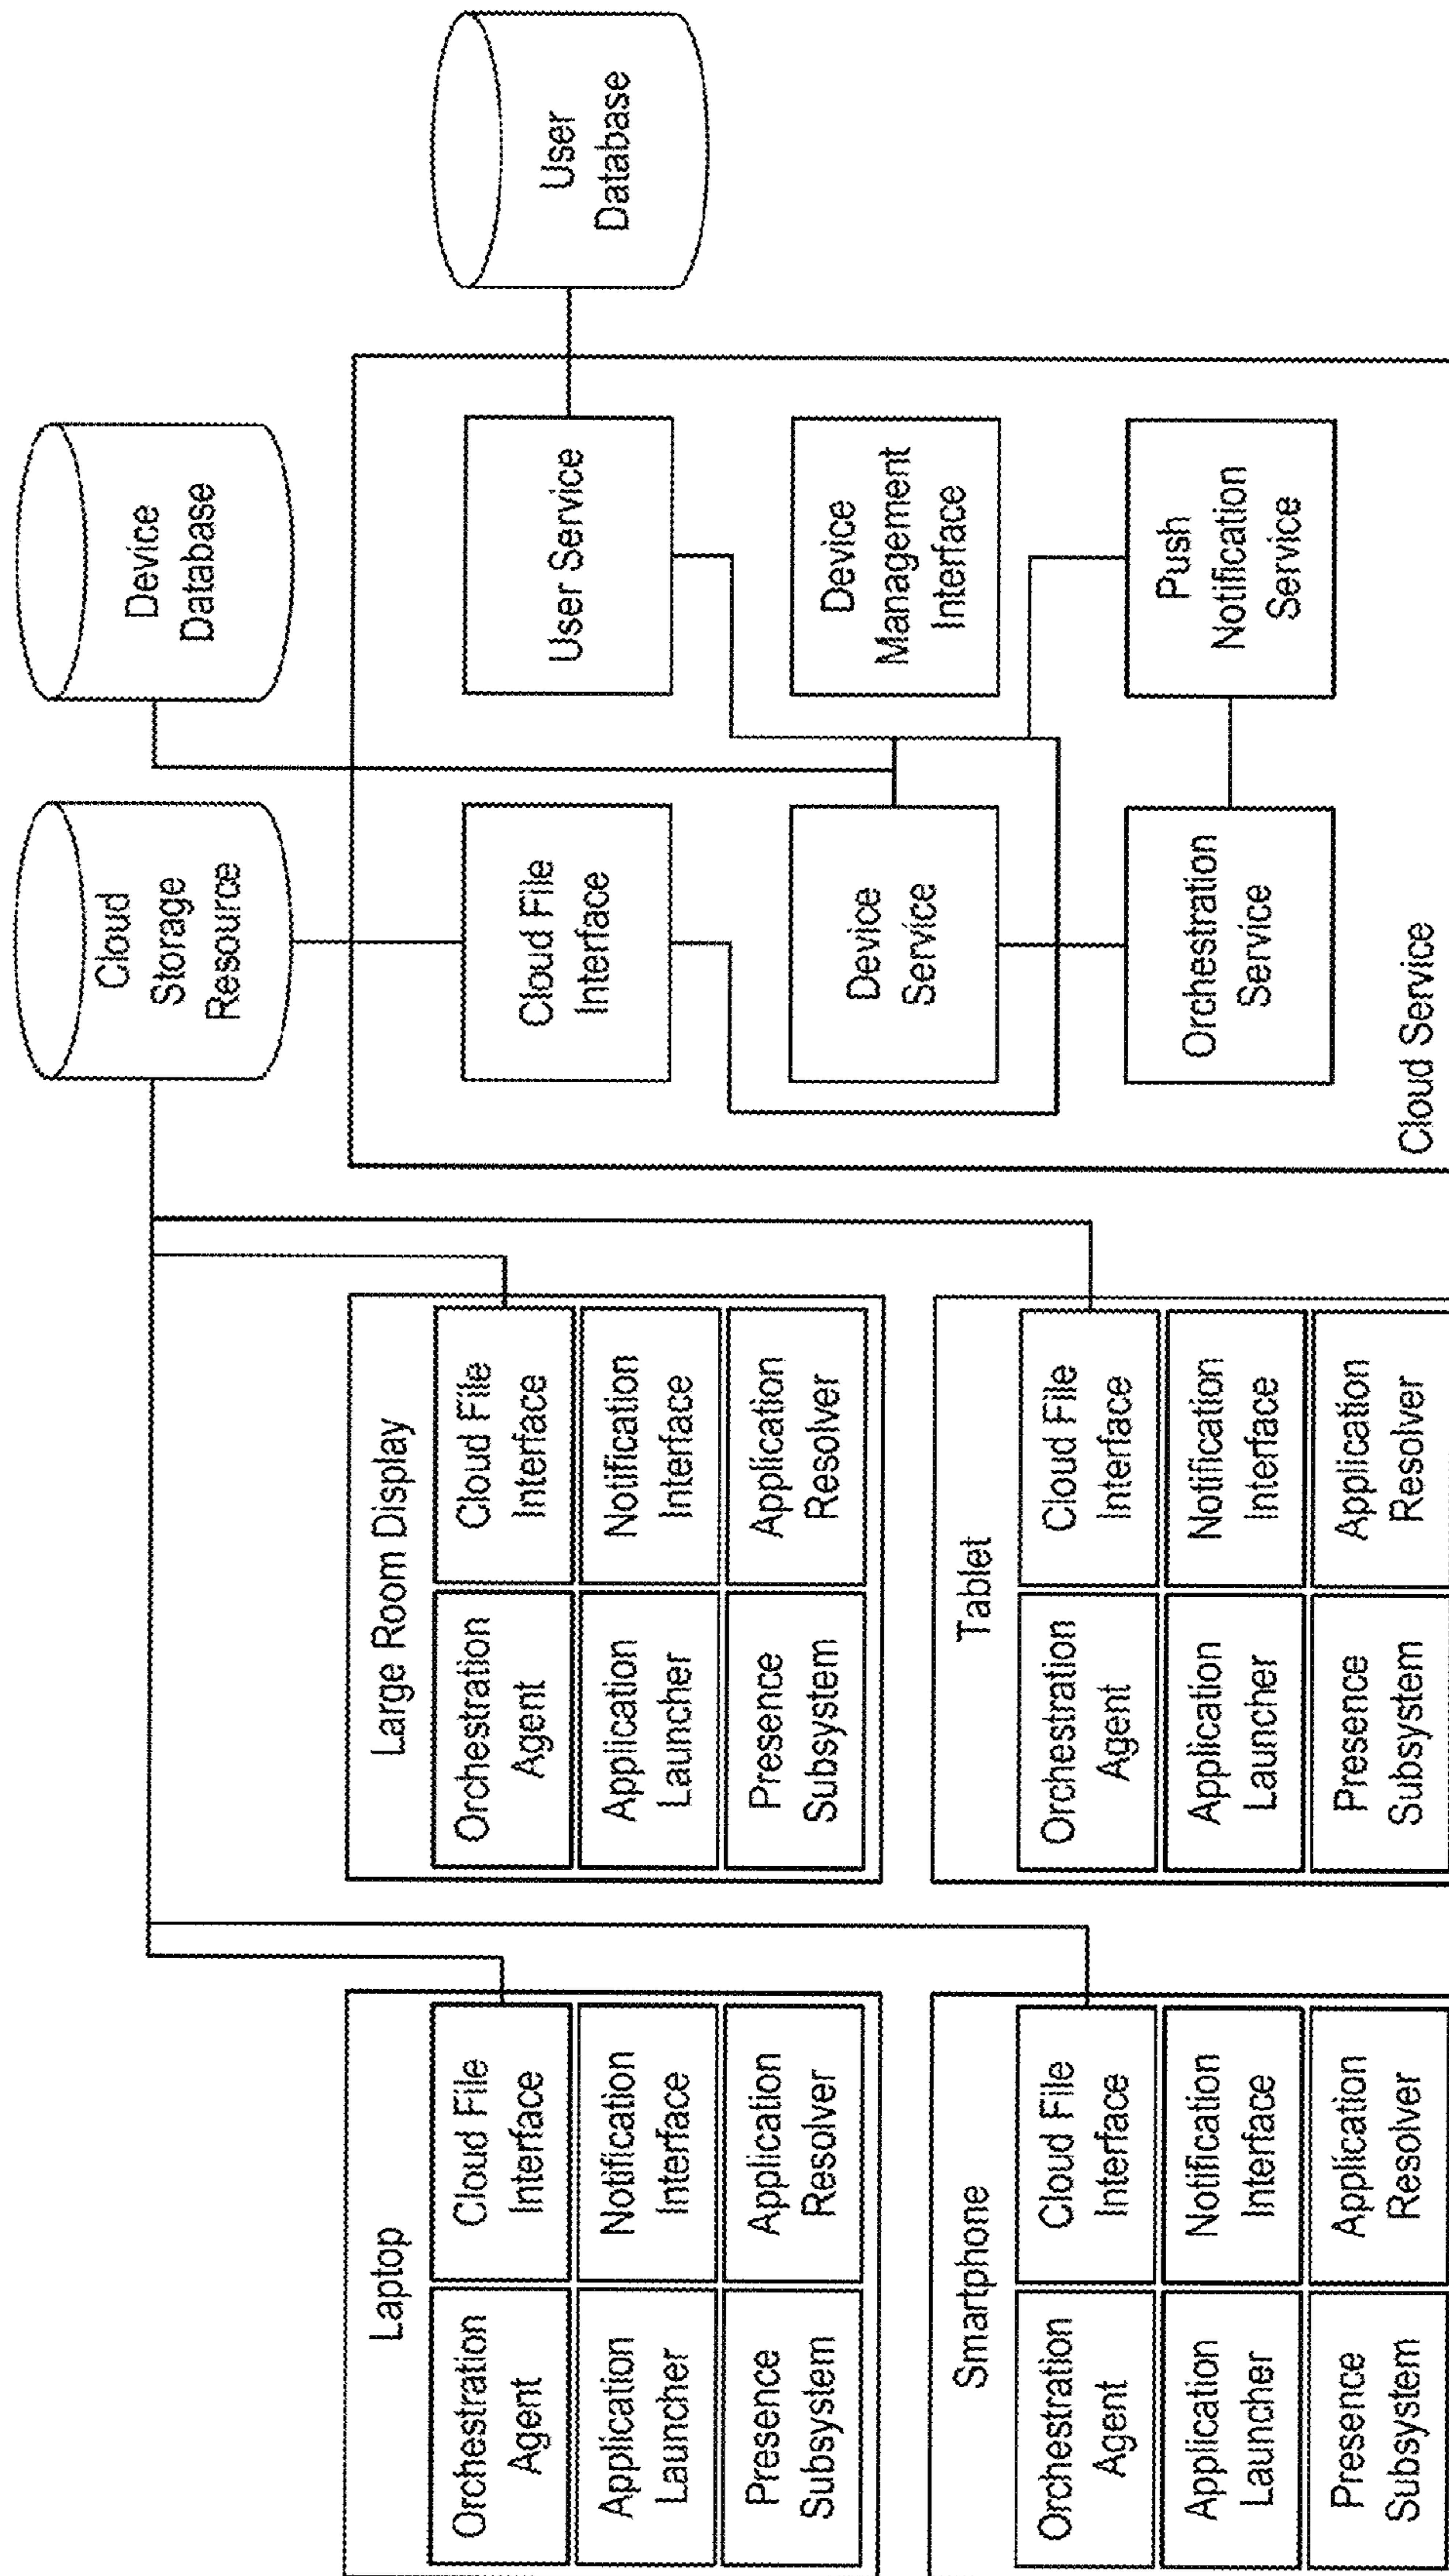 Cloud
Storage
Resource
Device
Database
User
Database
Laptop
Orchestration
Agent
Cloud File
Interface
Application
Launcher
Notification
Interface
Presence
Subsystem
Application
Resolver
Large Room Display
Orchestration
Agent
Cloud File
Interface
Application
Launcher
Notification
Interface
Presence
Subsystem
Application
Resolver
Smartphone
Orchestration
Agent
Cloud File
Interface
Application
Launcher
Notification
Interface
Presence
Subsystem
Application
Resolver
Tablet
Orchestration
Agent
Cloud File
Interface
Application
Launcher
Notification
Interface
Presence
Subsystem
Application
Resolver
Cloud File
Interface
User Service
Device
Service
Device
Management
Interface
Orchestration
Service
Push
Notification
Service
Cloud Service